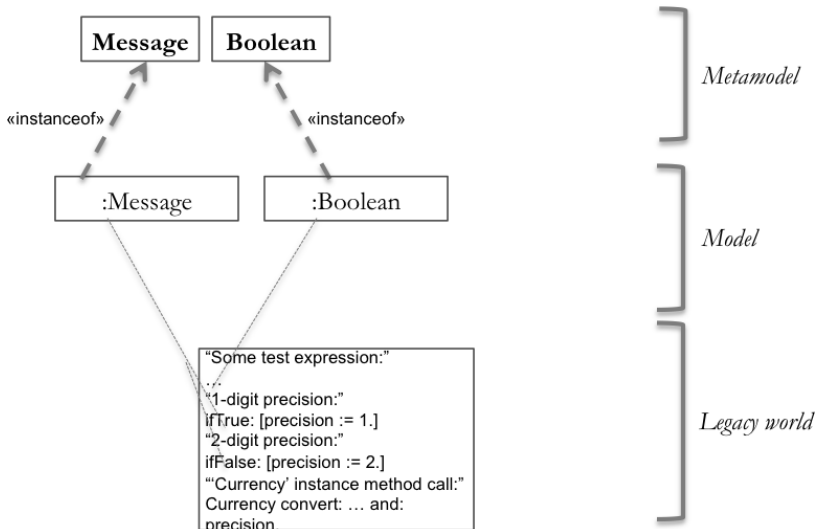 Message Boolean
Metamodel
«instanceof» «instanceof»
:Message :Boolean
Model
“Some test expression:”
…
“1-digit precision:”
ifTrue: [precision := 1.]
“2-digit precision:”
ifFalse: [precision := 2.]
“‘Currency’ instance method call:”
Currency convert: … and:
precision.
Legacy world